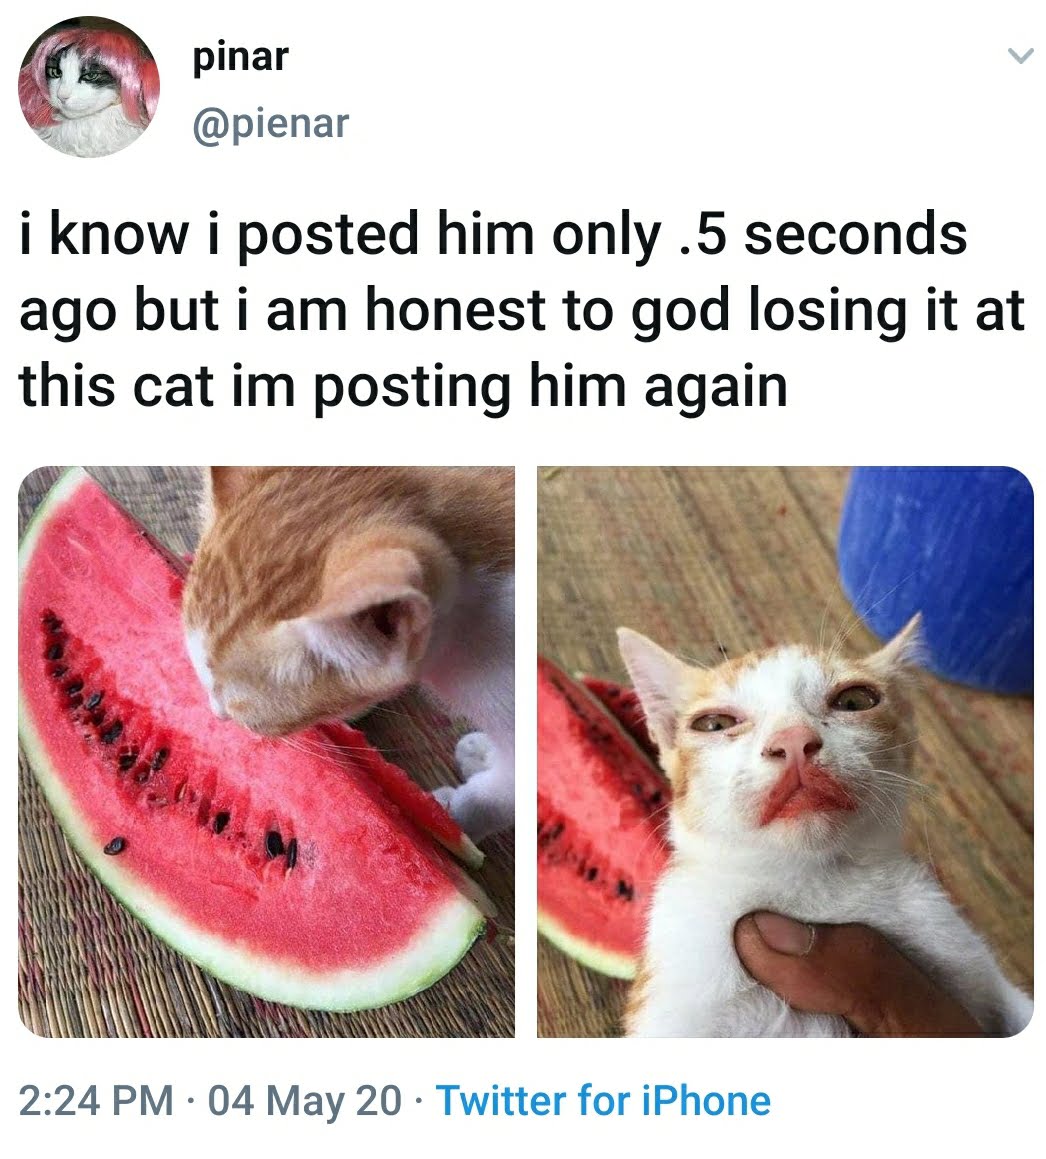 pinar
@pienar
i know i posted him only .5 seconds
ago but i am honest to god losing it at
this cat im posting him again
2:24 PM · 04 May 20 · Twitter for iPhone